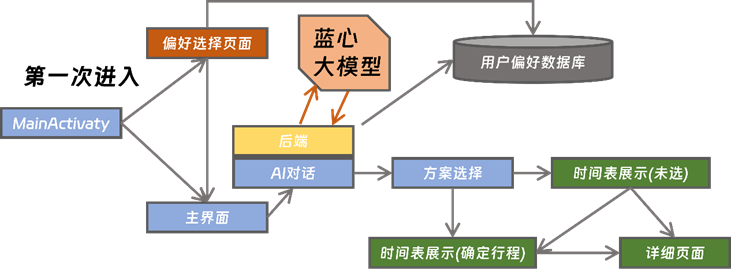 偏好选择页面
蓝心
大模型
用户偏好数据库
第一次进入
MainActivaty
后端
AI对话
方案选择
时间表展示(未选)
主界面
时间表展示(确定行程)
详细页面